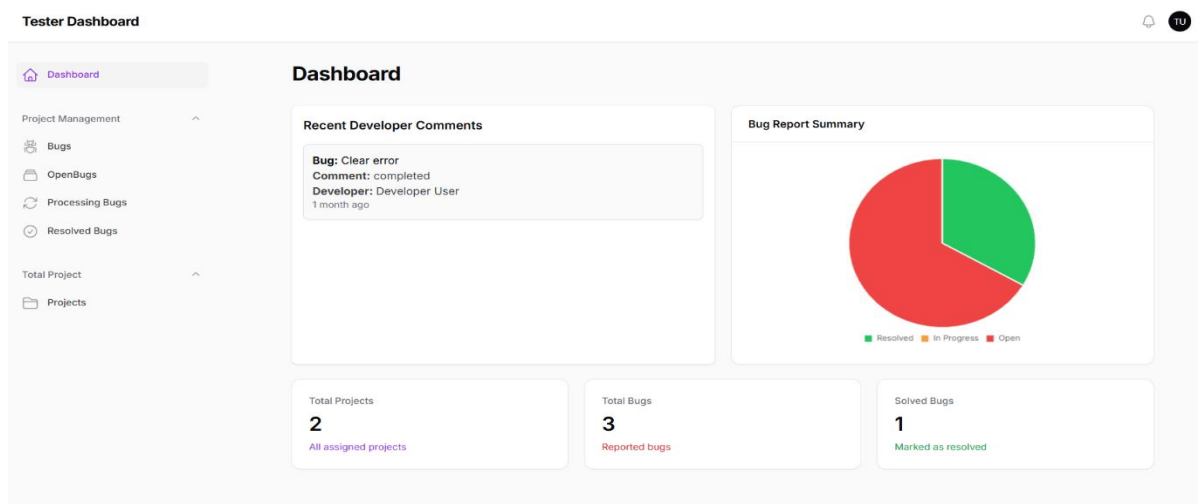 Tester Dashboard
TU
Dashboard
Project Management
Bugs
OpenBugs
Processing Bugs
Resolved Bugs
Total Project
Projects
Dashboard
Recent Developer Comments
Bug: Clear error
Comment: completed
Developer: Developer User
1 month ago
Bug Report Summary
Resolved In Progress Open
Total Projects
2
All assigned projects
Total Bugs
3
Reported bugs
Solved Bugs
1
Marked as resolved